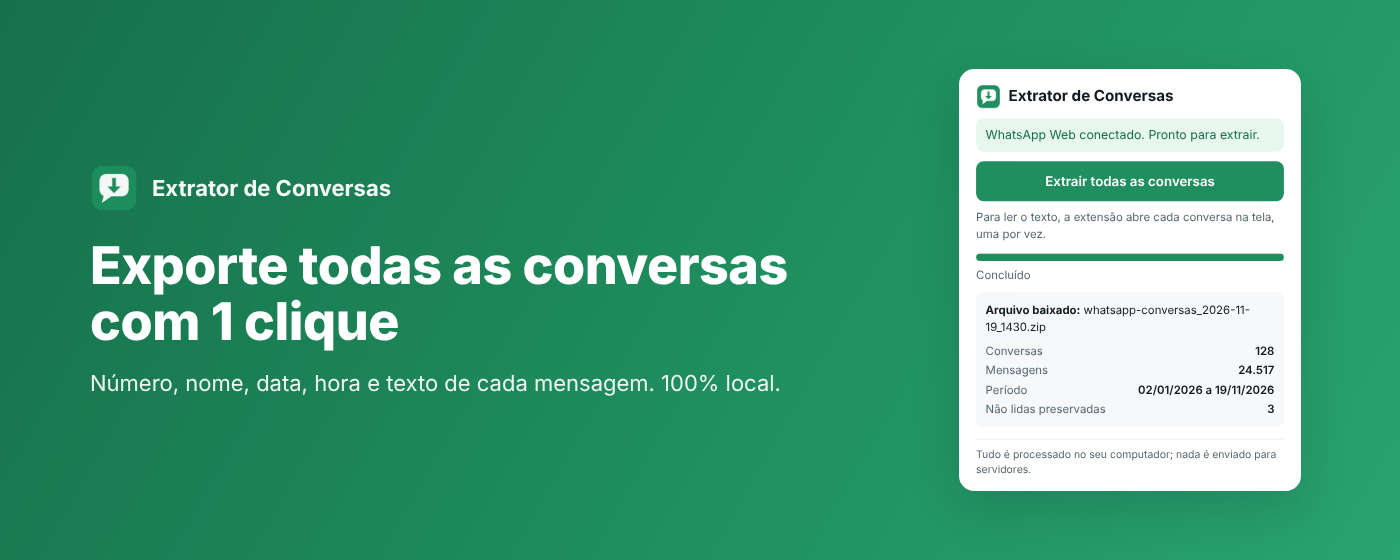 Extrator de Conversas
Exporte todas as conversas
com 1 clique
Número, nome, data, hora e texto de cada mensagem. 100% local.
Extrator de Conversas
WhatsApp Web conectado. Pronto para extrair.
Extrair todas as conversas
Para ler o texto, a extensão abre cada conversa na tela,
uma por vez.
Concluído
Arquivo baixado: whatsapp-conversas_2026-11-
19_1430.zip
Conversas 128
Mensagens 24.517
Período 02/01/2026 a 19/11/2026
Não lidas preservadas 3
Tudo é processado no seu computador; nada é enviado para
servidores.